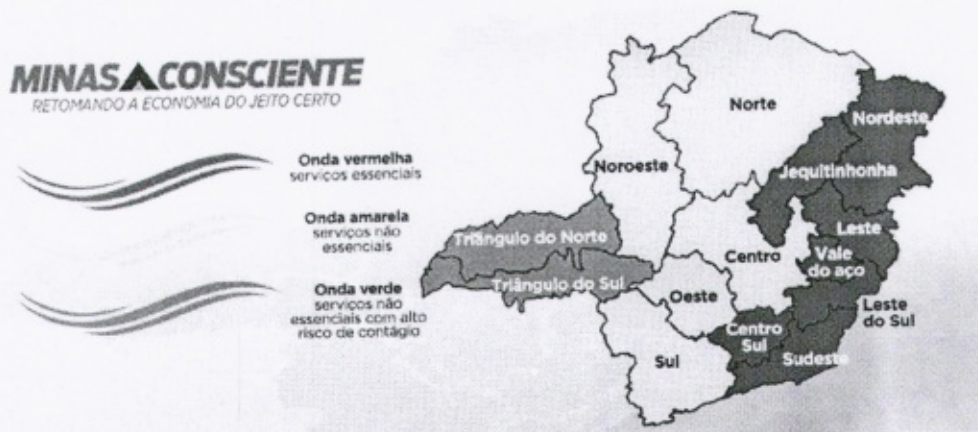 MINAS CONSCIENTE
RETOMANDO A ECONOMIA DO JEITO CERTO
Onda vermelha
serviços essenciais
Onda amarela
serviços não
essenciais
Onda verde
serviços não
essenciais com alto
risco de contágio
Norte
Nordeste
Noroeste
Jequitinhonha
Triângulo do Norte
Leste
Centro
Vale
do aço
Triângulo do Sul
Oeste
Leste
do Sul
Centro
Sul
Sul
Sudeste